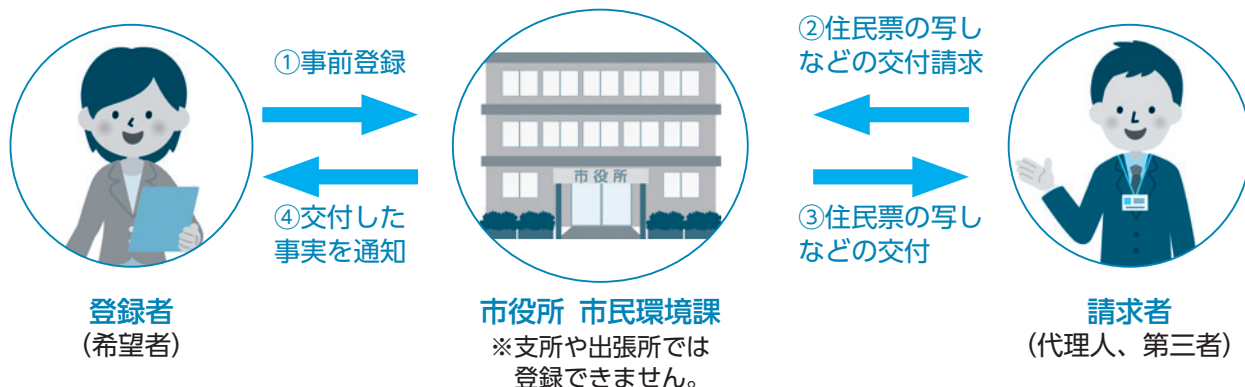 ①事前登録
②住民票の写し
などの交付請求
市役所
④交付した
事実を通知
③住民票の写し
などの交付
登録者
(希望者)
市役所 市民環境課
※支所や出張所では
登録できません。
請求者
(代理人、第三者)